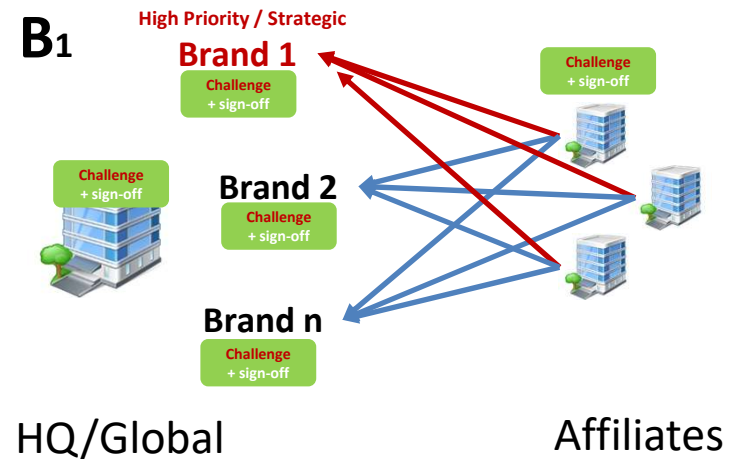 B1
High Priority / Strategic
Brand 1
Challenge
+ sign-off
Challenge
+ sign-off
Challenge
+ sign-off
Brand 2
Challenge
+ sign-off
Brand n
Challenge
+ sign-off
HQ/Global
Affiliates